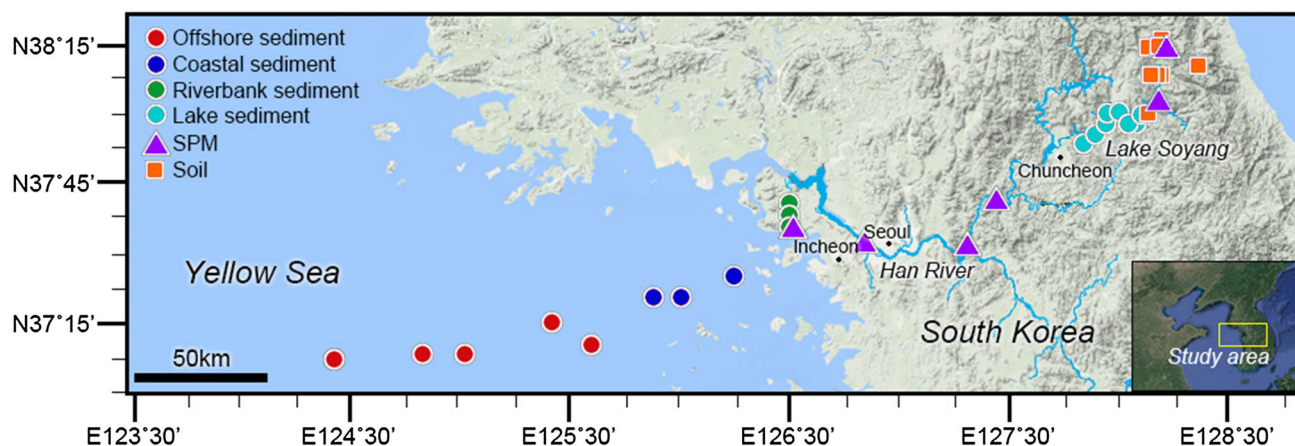 N38˚15′
N37˚45′
N37˚15′
Offshore sediment
Coastal sediment
Riverbank sediment
Lake sediment
SPM
Soil
Lake Soyang
Chuncheon
Seoul
Incheon
Han River
Yellow Sea
South Korea
50km
Study area
E123˚30′
E124˚30′
E125˚30′
E126˚30′
E127˚30′
E128˚30′